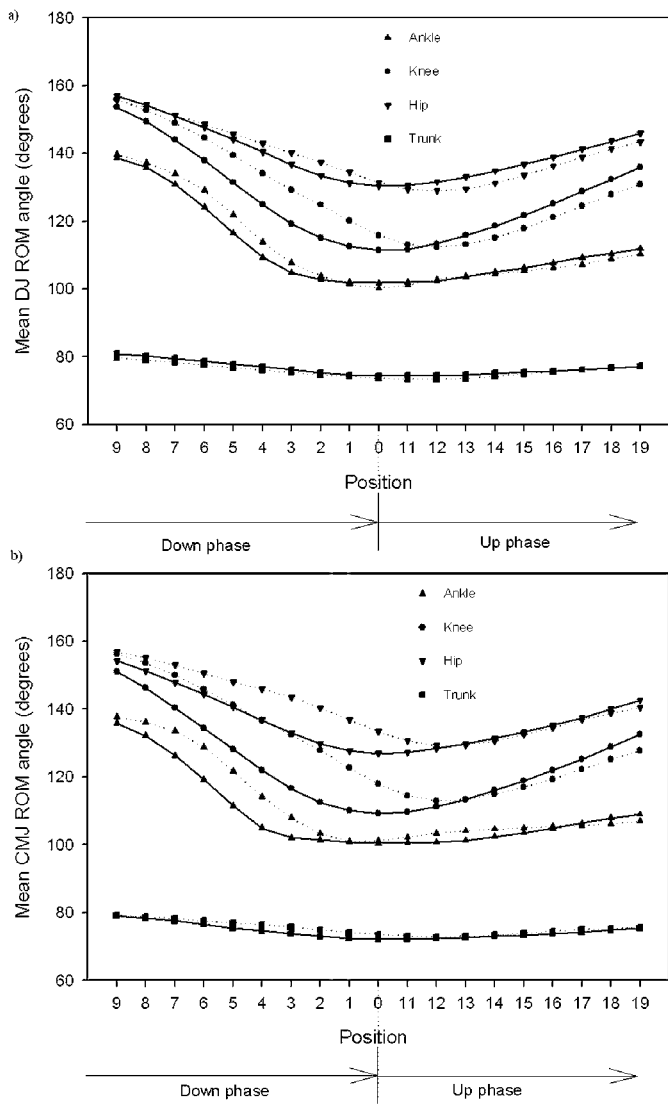 a)
180
160
140
120
100
80
60
Mean DJ ROM angle (degrees)
Ankle
Knee
Hip
Trunk
9 8 7 6 5 4 3 2 1 0 11 12 13 14 15 16 17 18 19
Position
Down phase Up phase
b)
180
160
140
120
100
80
60
Mean CMJ ROM angle (degrees)
Ankle
Knee
Hip
Trunk
9 8 7 6 5 4 3 2 1 0 11 12 13 14 15 16 17 18 19
Position
Down phase Up phase